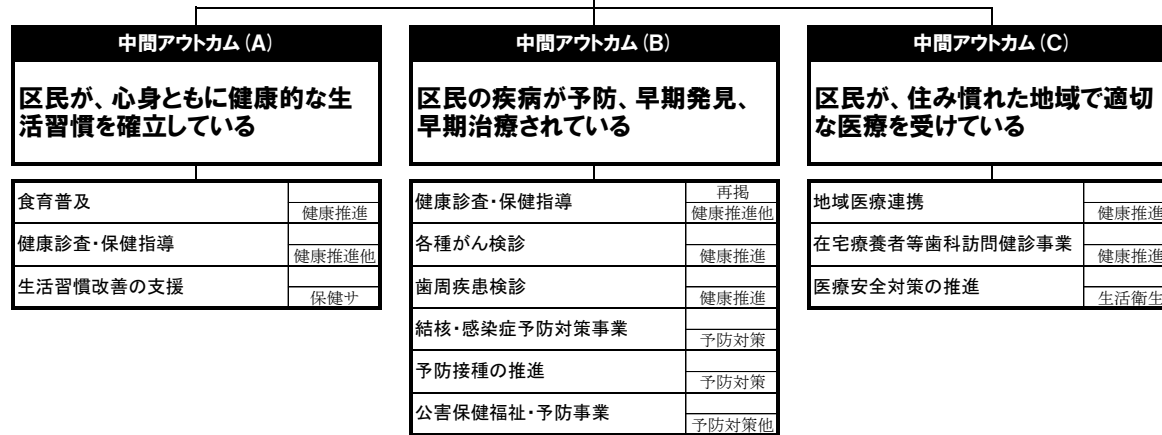 中間アウトカム（A）
区民が、心身ともに健康的な生
活習慣を確立している
食育普及
健康推進
健康診査・保健指導
健康推進他
生活習慣改善の支援
保健サ
中間アウトカム（B）
区民の疾病が予防、早期発見、
早期治療されている
健康診査・保健指導
再掲
健康推進他
各種がん検診
健康推進
歯周疾患検診
健康推進
結核・感染症予防対策事業
予防対策
予防接種の推進
予防対策
公害保健福祉・予防事業
予防対策他
中間アウトカム（C）
区民が、住み慣れた地域で適切
な医療を受けている
地域医療連携
健康推進
在宅療養者等歯科訪問健診事業
健康推進
医療安全対策の推進
生活衛生